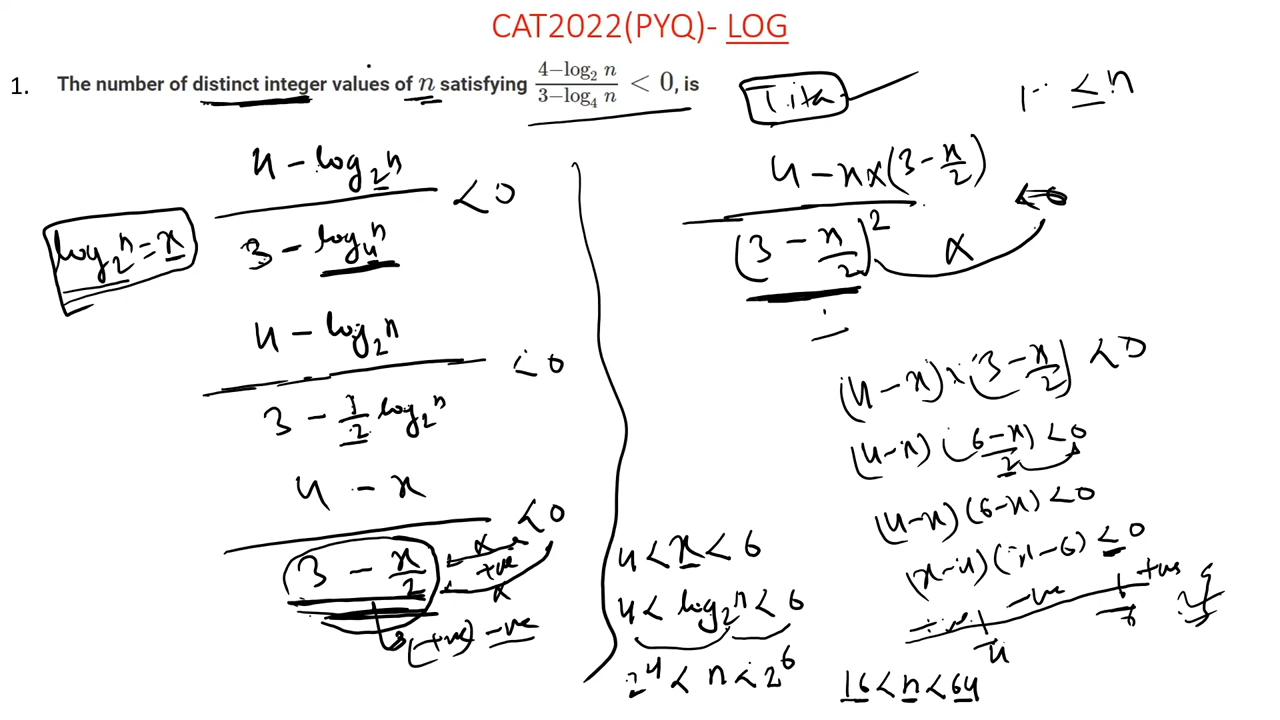 CAT2022(PYQ)- LOG
1. The number of distinct integer values of n satisfying (4−log₂ n)/(3−log₄ n) < 0, is
Tita
≤ n
4 − log₂n
< 0
3 − log₄n
log₂n = x
4 − log₂n
< 0
3 − 1/2 log₂n
4 − x
< 0
3 − x/2
(+ve) −ve
4 − x × (3 − x/2)
(3 − x/2)²
(4 − x) × (3 − x/2) < 0
(4−x) (6−x)/2 < 0
(4−x)(6−x) < 0
(x−4)(x−6) < 0
−ve +ve
4 6
4 < x < 6
4 < log₂n < 6
2⁴ < n < 2⁶
16 < n < 64